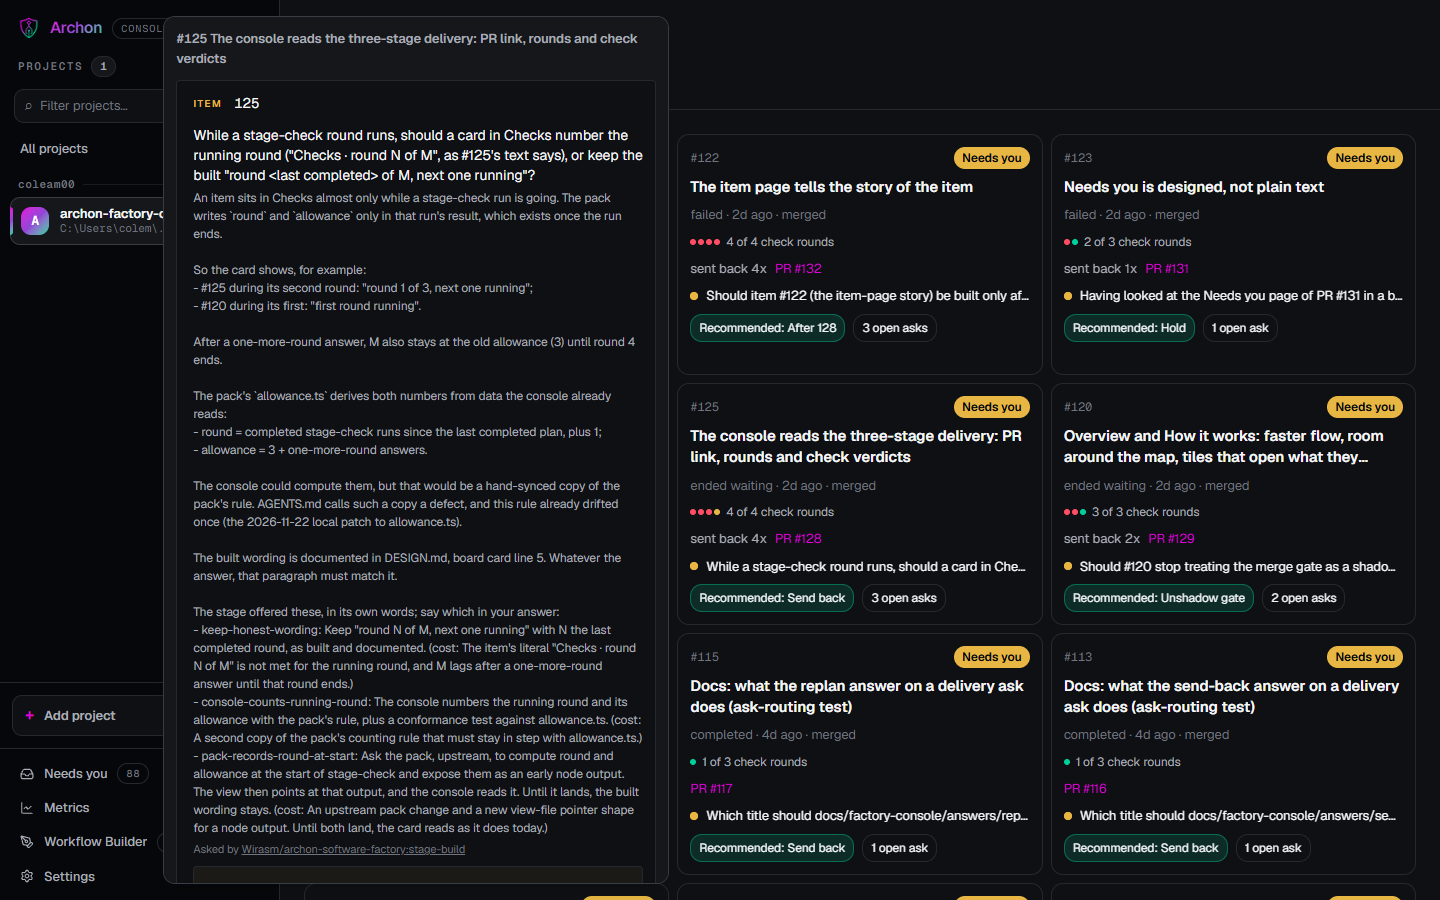 Archon
CONSOL
PROJECTS 1
Filter projects...
All projects
coleam00
A
archon-factory-c
C:\Users\colem\.
+ Add project
Needs you 88
Metrics
Workflow Builder
Settings
#125 The console reads the three-stage delivery: PR link, rounds and check
verdicts
ITEM 125
While a stage-check round runs, should a card in Checks number the
running round ("Checks · round N of M", as #125's text says), or keep the
built "round <last completed> of M, next one running"?
An item sits in Checks almost only while a stage-check run is going. The pack
writes `round` and `allowance` only in that run's result, which exists once the run
ends.
So the card shows, for example:
- #125 during its second round: "round 1 of 3, next one running";
- #120 during its first: "first round running".
After a one-more-round answer, M also stays at the old allowance (3) until round 4
ends.
The pack's `allowance.ts` derives both numbers from data the console already
reads:
- round = completed stage-check runs since the last completed plan, plus 1;
- allowance = 3 + one-more-round answers.
The console could compute them, but that would be a hand-synced copy of the
pack's rule. AGENTS.md calls such a copy a defect, and this rule already drifted
once (the 2026-11-22 local patch to allowance.ts).
The built wording is documented in DESIGN.md, board card line 5. Whatever the
answer, that paragraph must match it.
The stage offered these, in its own words; say which in your answer:
- keep-honest-wording: Keep "round N of M, next one running" with N the last
completed round, as built and documented. (cost: The item's literal "Checks · round
N of M" is not met for the running round, and M lags after a one-more-round
answer until that round ends.)
- console-counts-running-round: The console numbers the running round and its
allowance with the pack's rule, plus a conformance test against allowance.ts. (cost:
A second copy of the pack's counting rule that must stay in step with allowance.ts.)
- pack-records-round-at-start: Ask the pack, upstream, to compute round and
allowance at the start of stage-check and expose them as an early node output.
The view then points at that output, and the console reads it. Until it lands, the built
wording stays. (cost: An upstream pack change and a new view-file pointer shape
for a node output. Until both land, the card reads as it does today.)
Asked by Wirasm/archon-software-factory:stage-build
#122 Needs you
The item page tells the story of the item
failed · 2d ago · merged
4 of 4 check rounds
sent back 4x PR #132
Should item #122 (the item-page story) be built only af...
Recommended: After 128 3 open asks
#123 Needs you
Needs you is designed, not plain text
failed · 2d ago · merged
2 of 3 check rounds
sent back 1x PR #131
Having looked at the Needs you page of PR #131 in a b...
Recommended: Hold 1 open ask
#125 Needs you
The console reads the three-stage delivery: PR
link, rounds and check verdicts
ended waiting · 2d ago · merged
4 of 4 check rounds
sent back 4x PR #128
While a stage-check round runs, should a card in Che...
Recommended: Send back 3 open asks
#120 Needs you
Overview and How it works: faster flow, room
around the map, tiles that open what they...
ended waiting · 2d ago · merged
3 of 3 check rounds
sent back 2x PR #129
Should #120 stop treating the merge gate as a shado...
Recommended: Unshadow gate 2 open asks
#115 Needs you
Docs: what the replan answer on a delivery ask
does (ask-routing test)
completed · 4d ago · merged
1 of 3 check rounds
PR #117
Which title should docs/factory-console/answers/rep...
Recommended: Send back 1 open ask
#113 Needs you
Docs: what the send-back answer on a delivery
ask does (ask-routing test)
completed · 4d ago · merged
1 of 3 check rounds
PR #116
Which title should docs/factory-console/answers/se...
Recommended: Send back 1 open ask